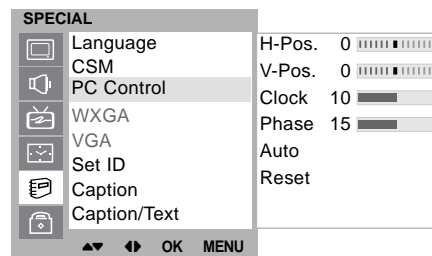 SPECIAL
Language
CSM
PC Control
WXGA
VGA
Set ID
Caption
Caption/Text
H-Pos. 0
V-Pos. 0
Clock 10
Phase 15
Auto
Reset
▲▼ ◀▶ OK MENU